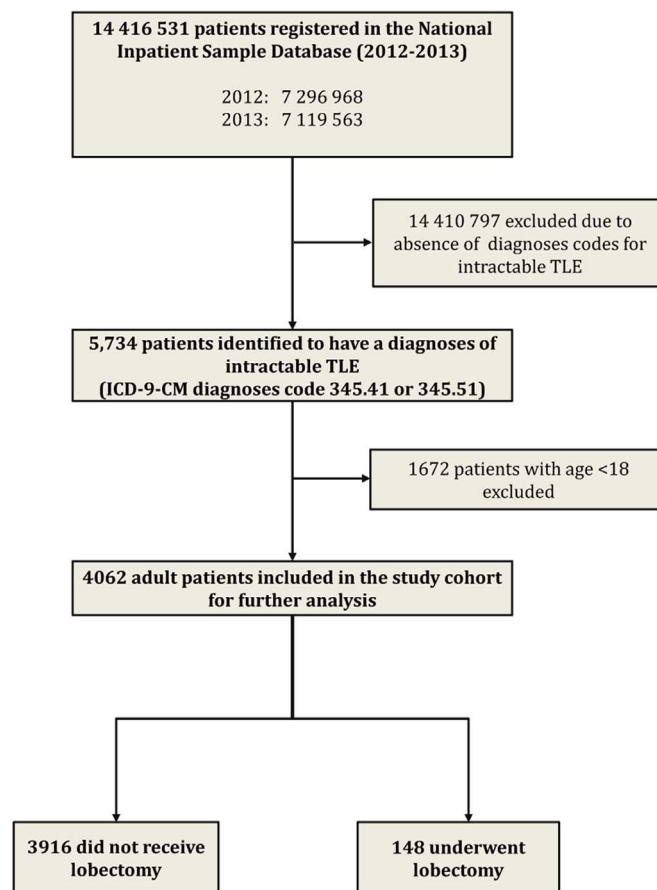 14 416 531 patients registered in the National
Inpatient Sample Database (2012-2013)
2012: 7 296 968
2013: 7 119 563
14 410 797 excluded due to
absence of diagnoses codes for
intractable TLE
5,734 patients identified to have a diagnoses of
intractable TLE
(ICD-9-CM diagnoses code 345.41 or 345.51)
1672 patients with age <18
excluded
4062 adult patients included in the study cohort
for further analysis
3916 did not receive
lobectomy
148 underwent
lobectomy